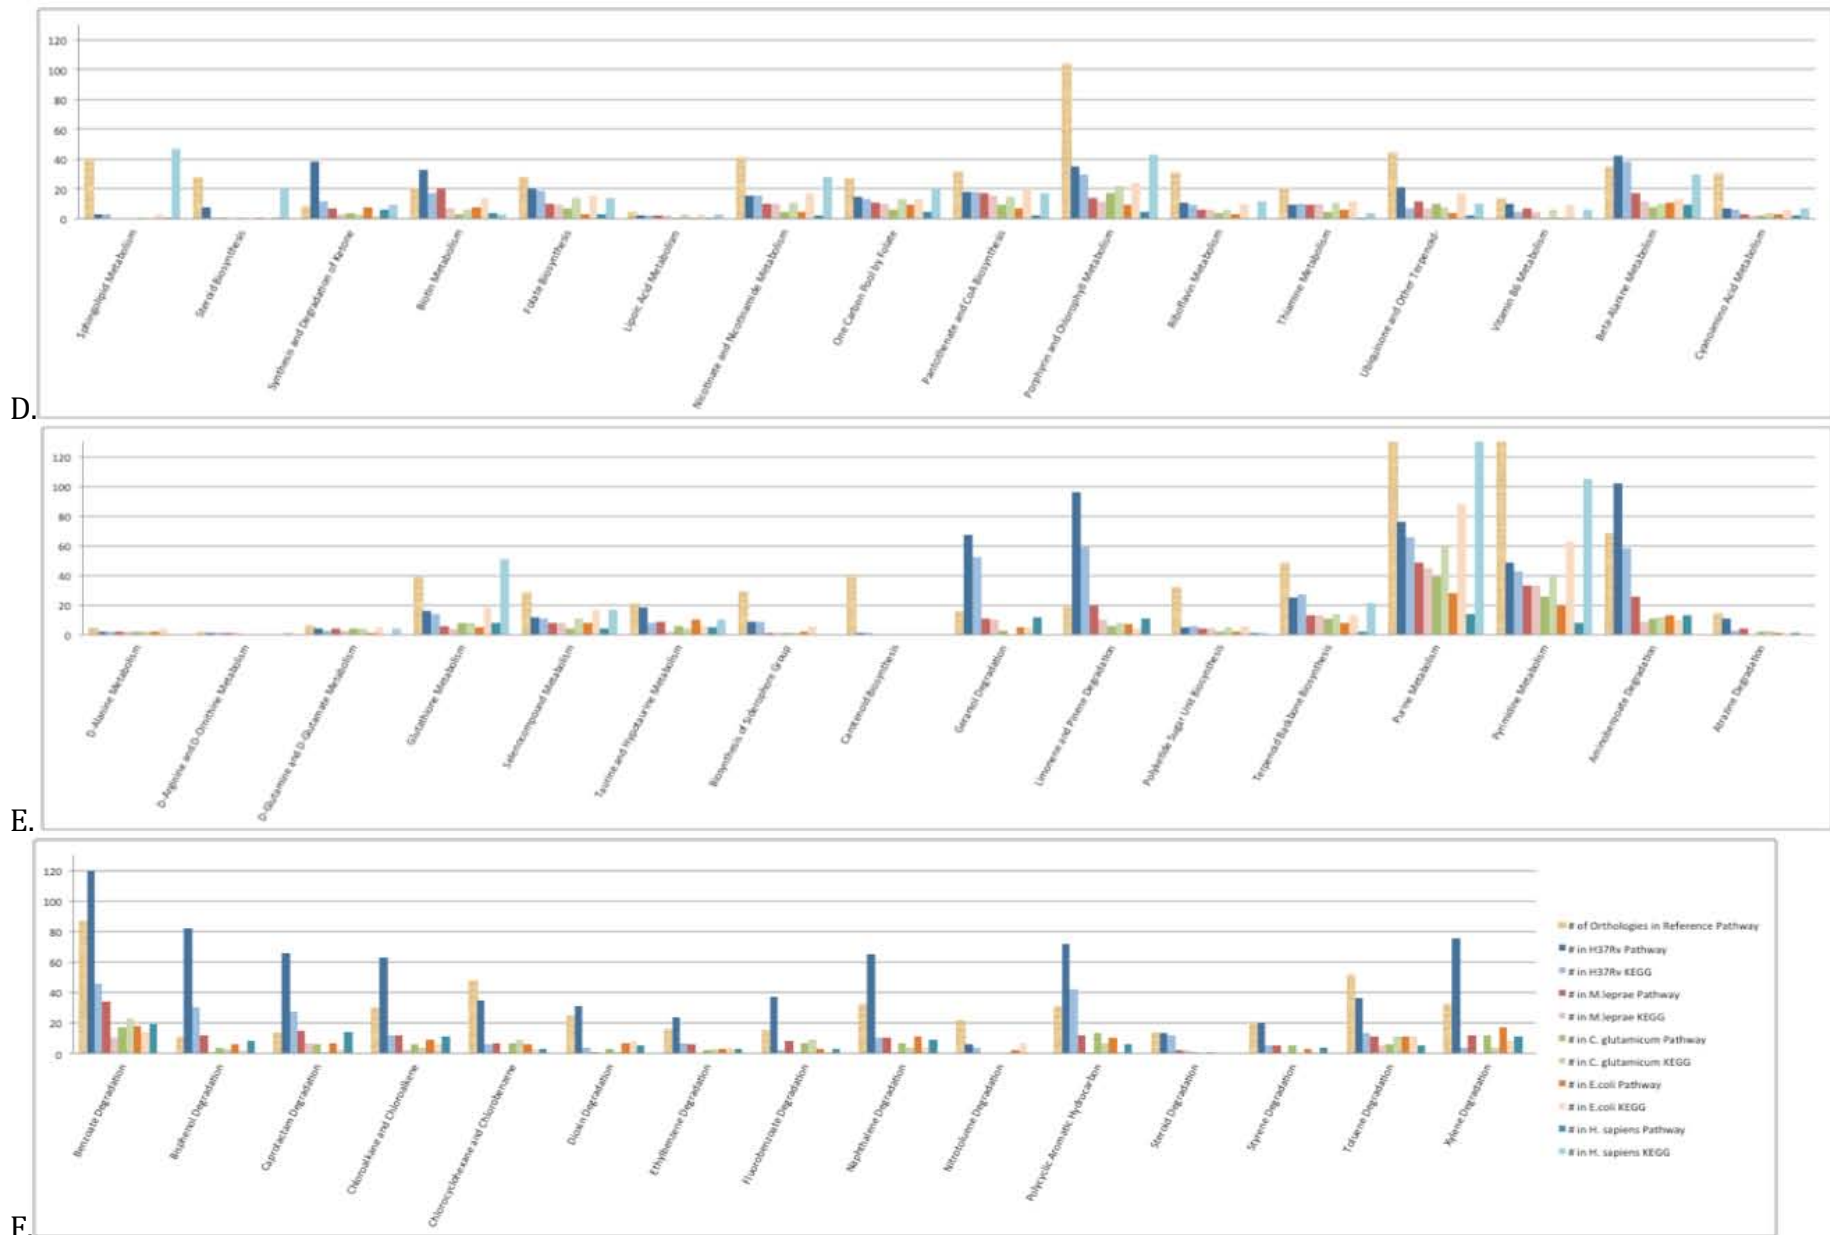 120
100
80
60
40
20
0
Sphingolipid Metabolism
Steroid Biosynthesis
Synthesis and Degradation of Ketone
Biotin Metabolism
Folate Biosynthesis
Lipoic Acid Metabolism
Nicotinate and Nicotinamide Metabolism
One Carbon Pool by Folate
Pantothenate and CoA Biosynthesis
Porphyrin and Chlorophyll Metabolism
Riboflavin Metabolism
Thiamine Metabolism
Ubiquinone and Other Terpenoid-
Vitamin B6 Metabolism
Beta-Alanine Metabolism
Cyanoamino Acid Metabolism
D.
120
100
80
60
40
20
0
D-Alanine Metabolism
D-Arginine and D-Ornithine Metabolism
D-Glutamine and D-Glutamate Metabolism
Glutathione Metabolism
Selenocompound Metabolism
Taurine and Hypotaurine Metabolism
Biosynthesis of Siderophore Group
Carotenoid Biosynthesis
Geraniol Degradation
Limonene and Pinene Degradation
Polyketide Sugar Unit Biosynthesis
Terpenoid Backbone Biosynthesis
Purine Metabolism
Pyrimidine Metabolism
Aminobenzoate Degradation
Atrazine Degradation
E.
120
100
80
60
40
20
0
Benzoate Degradation
Bisphenol Degradation
Caprolactam Degradation
Chloroalkane and Chloroalkene
Chlorocyclohexane and Chlorobenzene
Dioxin Degradation
Ethylbenzene Degradation
Fluorobenzoate Degradation
Naphthalene Degradation
Nitrotoluene Degradation
Polycyclic Aromatic Hydrocarbon
Steroid Degradation
Styrene Degradation
Toluene Degradation
Xylene Degradation
# of Orthologies in Reference Pathway
# in H37Rv Pathway
# in H37Rv KEGG
# in M.leprae Pathway
# in M.leprae KEGG
# in C. glutamicum Pathway
# in C. glutamicum KEGG
# in E.coli Pathway
# in E.coli KEGG
# in H. sapiens Pathway
# in H. sapiens KEGG
F.